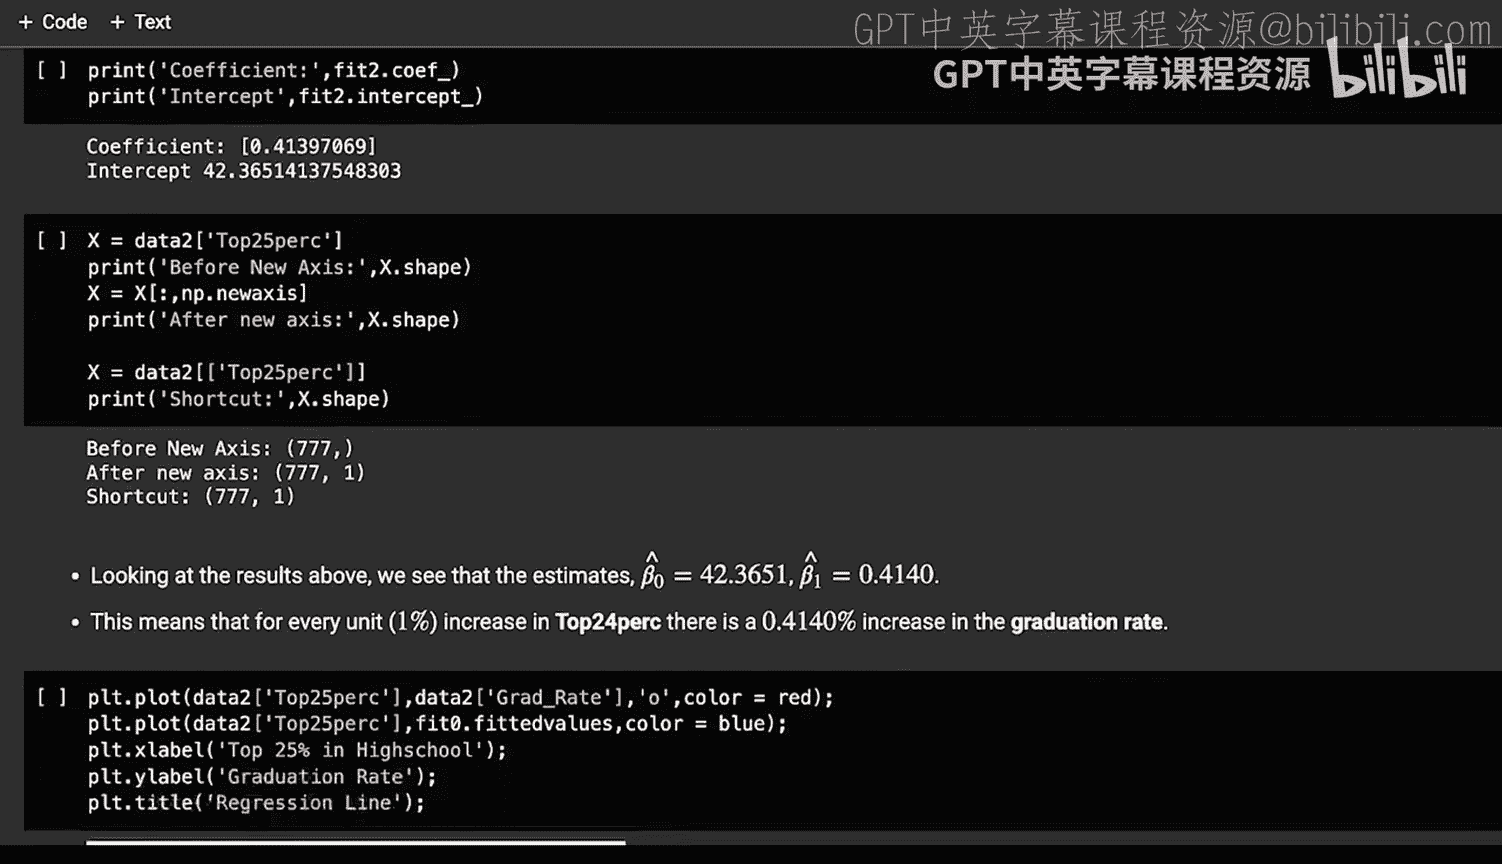 + Code + Text
GPT中英字幕课程资源@bilibili.com
GPT中英字幕课程资源 bilibili
[ ] print('Coefficient:',fit2.coef_)
print('Intercept',fit2.intercept_)
Coefficient: [0.41397069]
Intercept 42.36514137548303
[ ] X = data2['Top25perc']
print('Before New Axis:',X.shape)
X = X[:,np.newaxis]
print('After new axis:',X.shape)
X = data2[['Top25perc']]
print('Shortcut:',X.shape)
Before New Axis: (777,)
After new axis: (777, 1)
Shortcut: (777, 1)
• Looking at the results above, we see that the estimates, β̂₀ = 42.3651, β̂₁ = 0.4140.
• This means that for every unit (1%) increase in Top24perc there is a 0.4140% increase in the graduation rate.
[ ] plt.plot(data2['Top25perc'],data2['Grad_Rate'],'o',color = red);
plt.plot(data2['Top25perc'],fit0.fittedvalues,color = blue);
plt.xlabel('Top 25% in Highschool');
plt.ylabel('Graduation Rate');
plt.title('Regression Line');